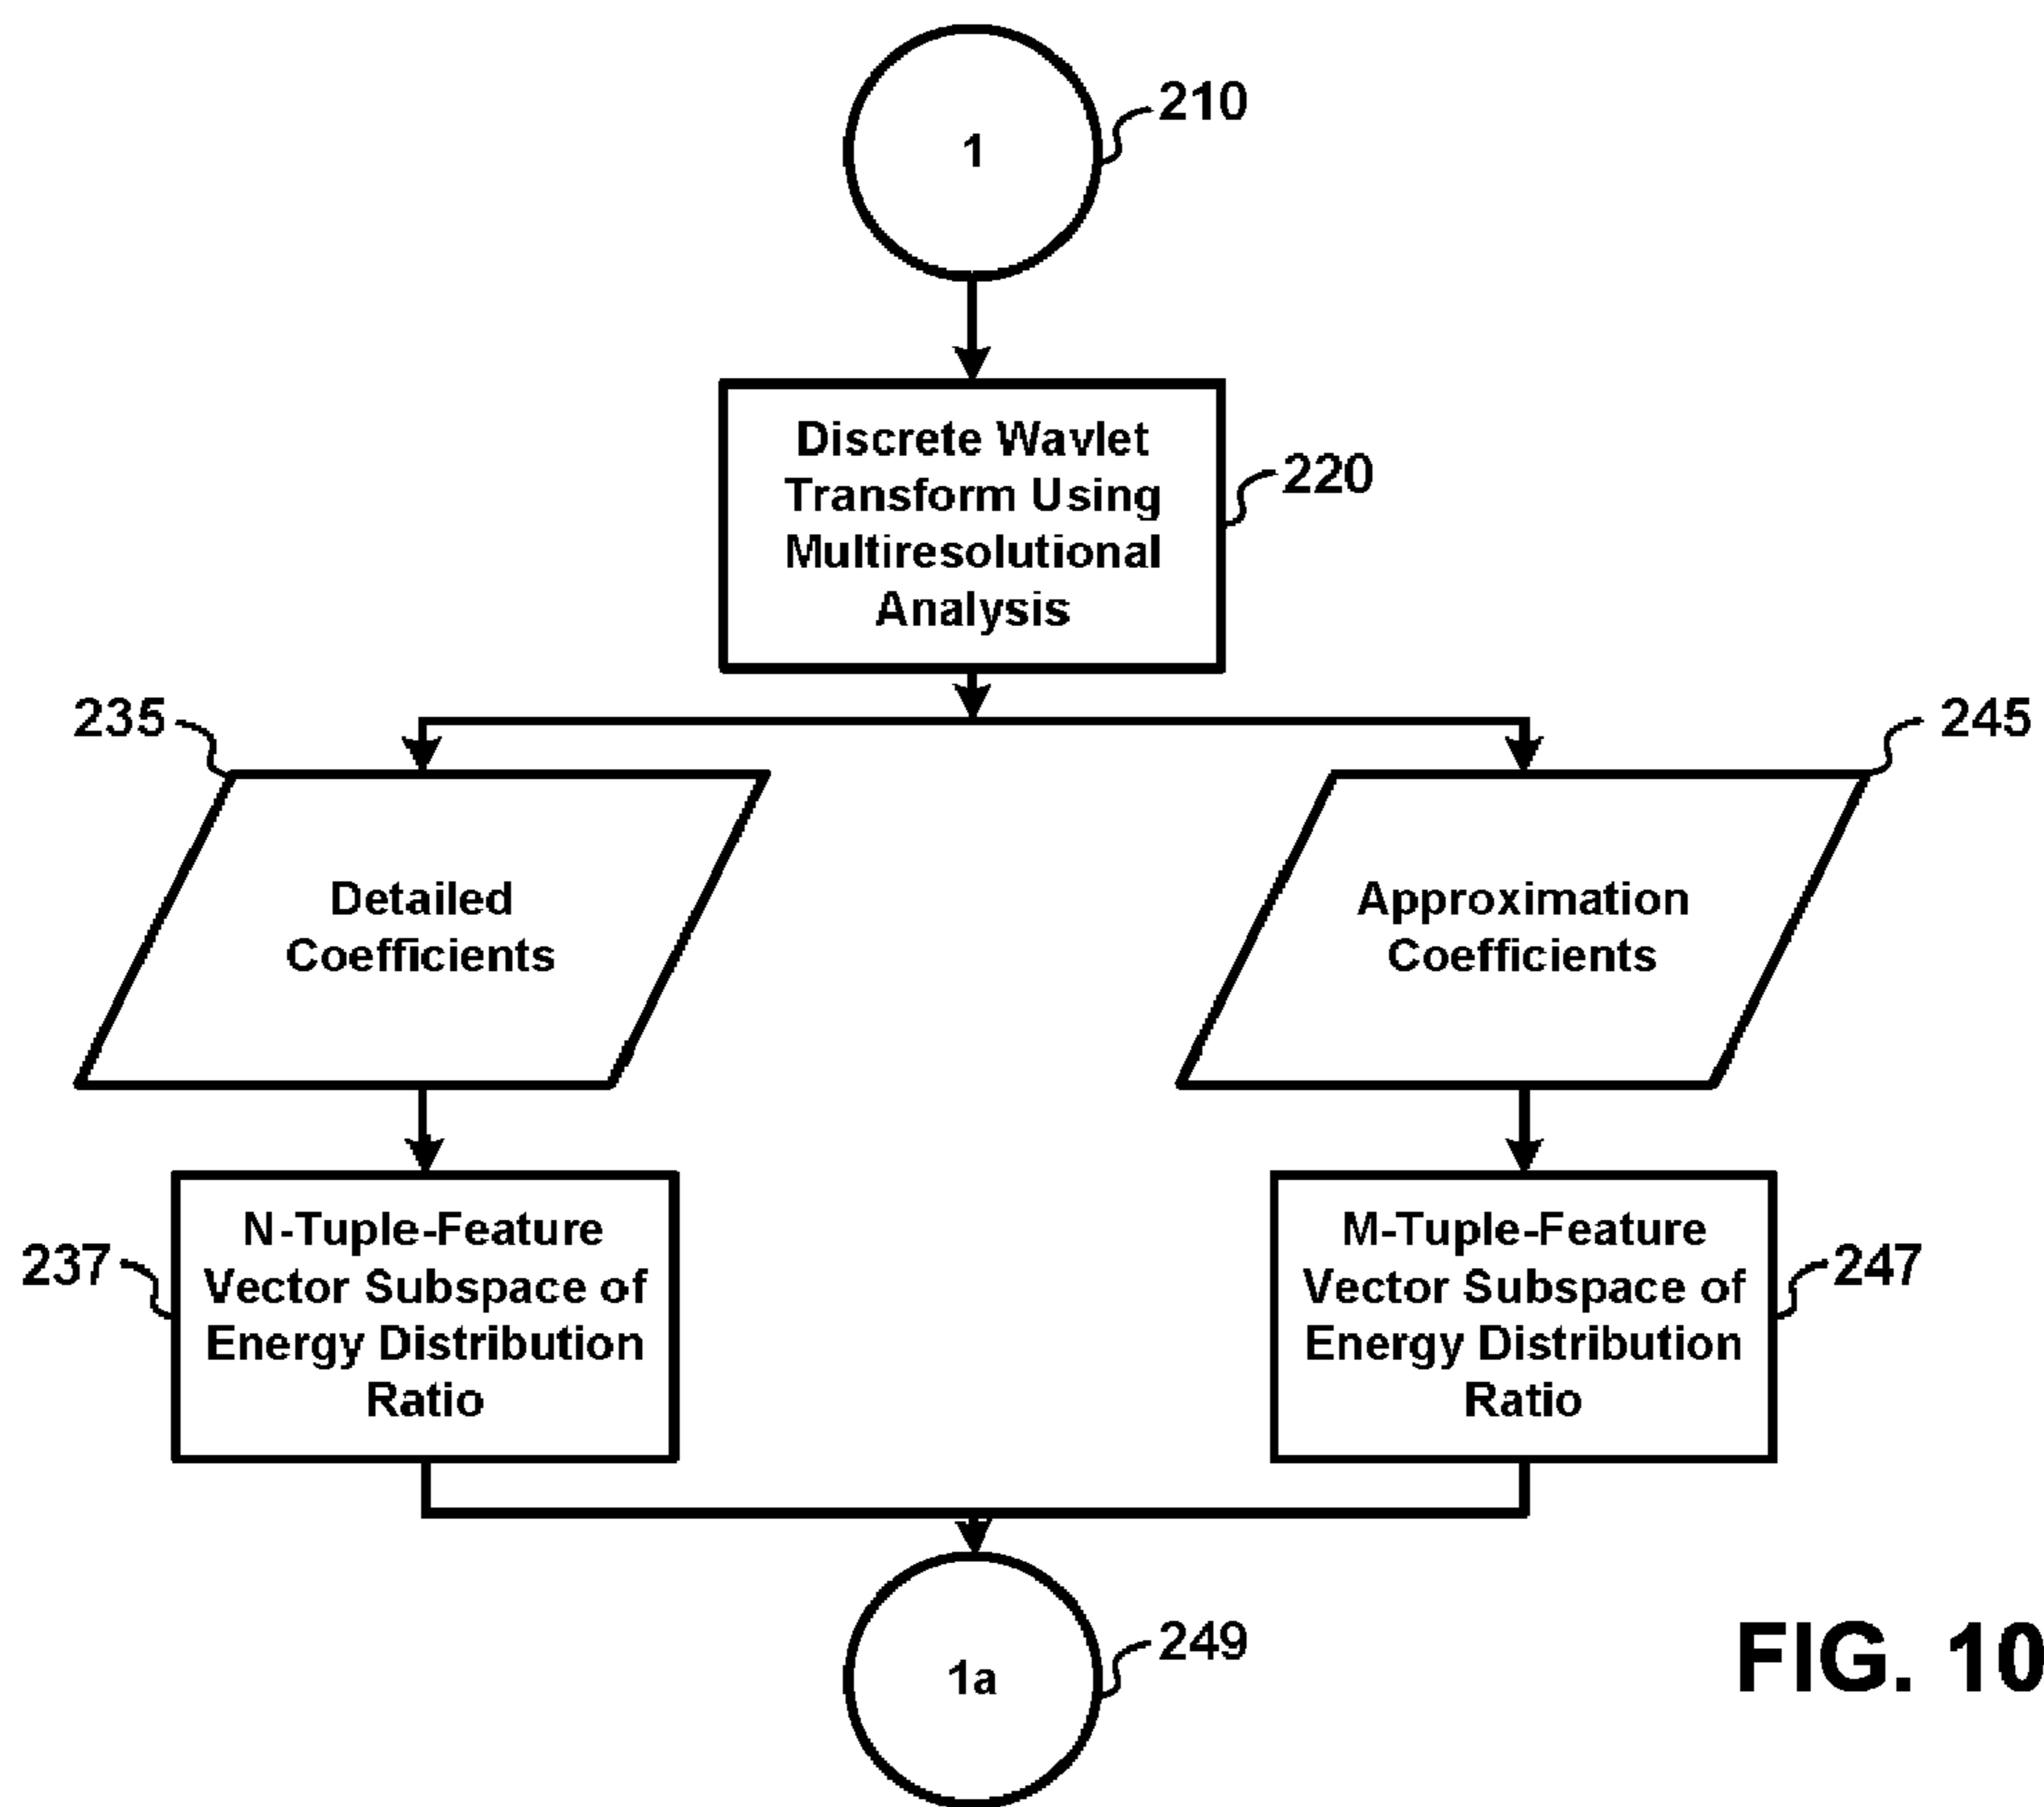 1
210
Discrete Wavlet
Transform Using
Multiresolutional
Analysis
220
235
245
Detailed
Coefficients
Approximation
Coefficients
237
N-Tuple-Feature
Vector Subspace of
Energy Distribution
Ratio
M-Tuple-Feature
Vector Subspace of
Energy Distribution
Ratio
247
1a
249
FIG. 10